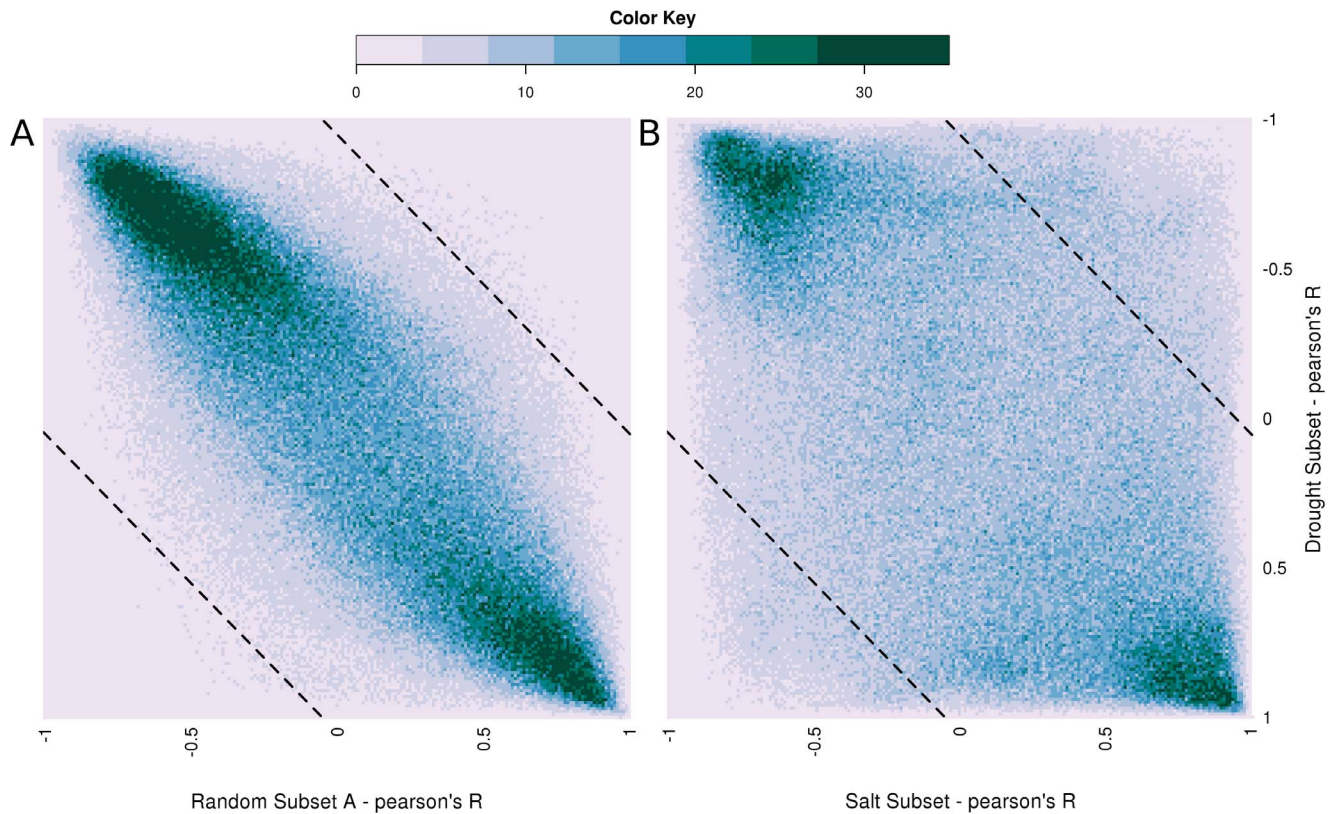 Color Key
0 10 20 30
A B
-1
-0.5
0
0.5
1
Drought Subset - pearson's R
-1 -0.5 0 0.5 1 -1 -0.5 0 0.5 1
Random Subset A - pearson's R Salt Subset - pearson's R